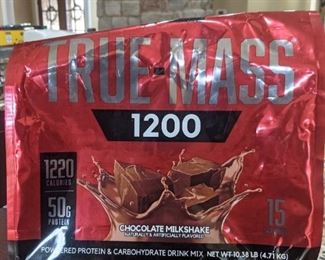 TRUE-MASS
1200
1220
CALORIES
50G
PROTEIN
15
CHOCOLATE MILKSHAKE
NATURALLY & ARTIFICIALLY FLAVORED
POWDERED PROTEIN & CARBOHYDRATE DRINK MIX NET WT 10.38 LB (4.71 KG)